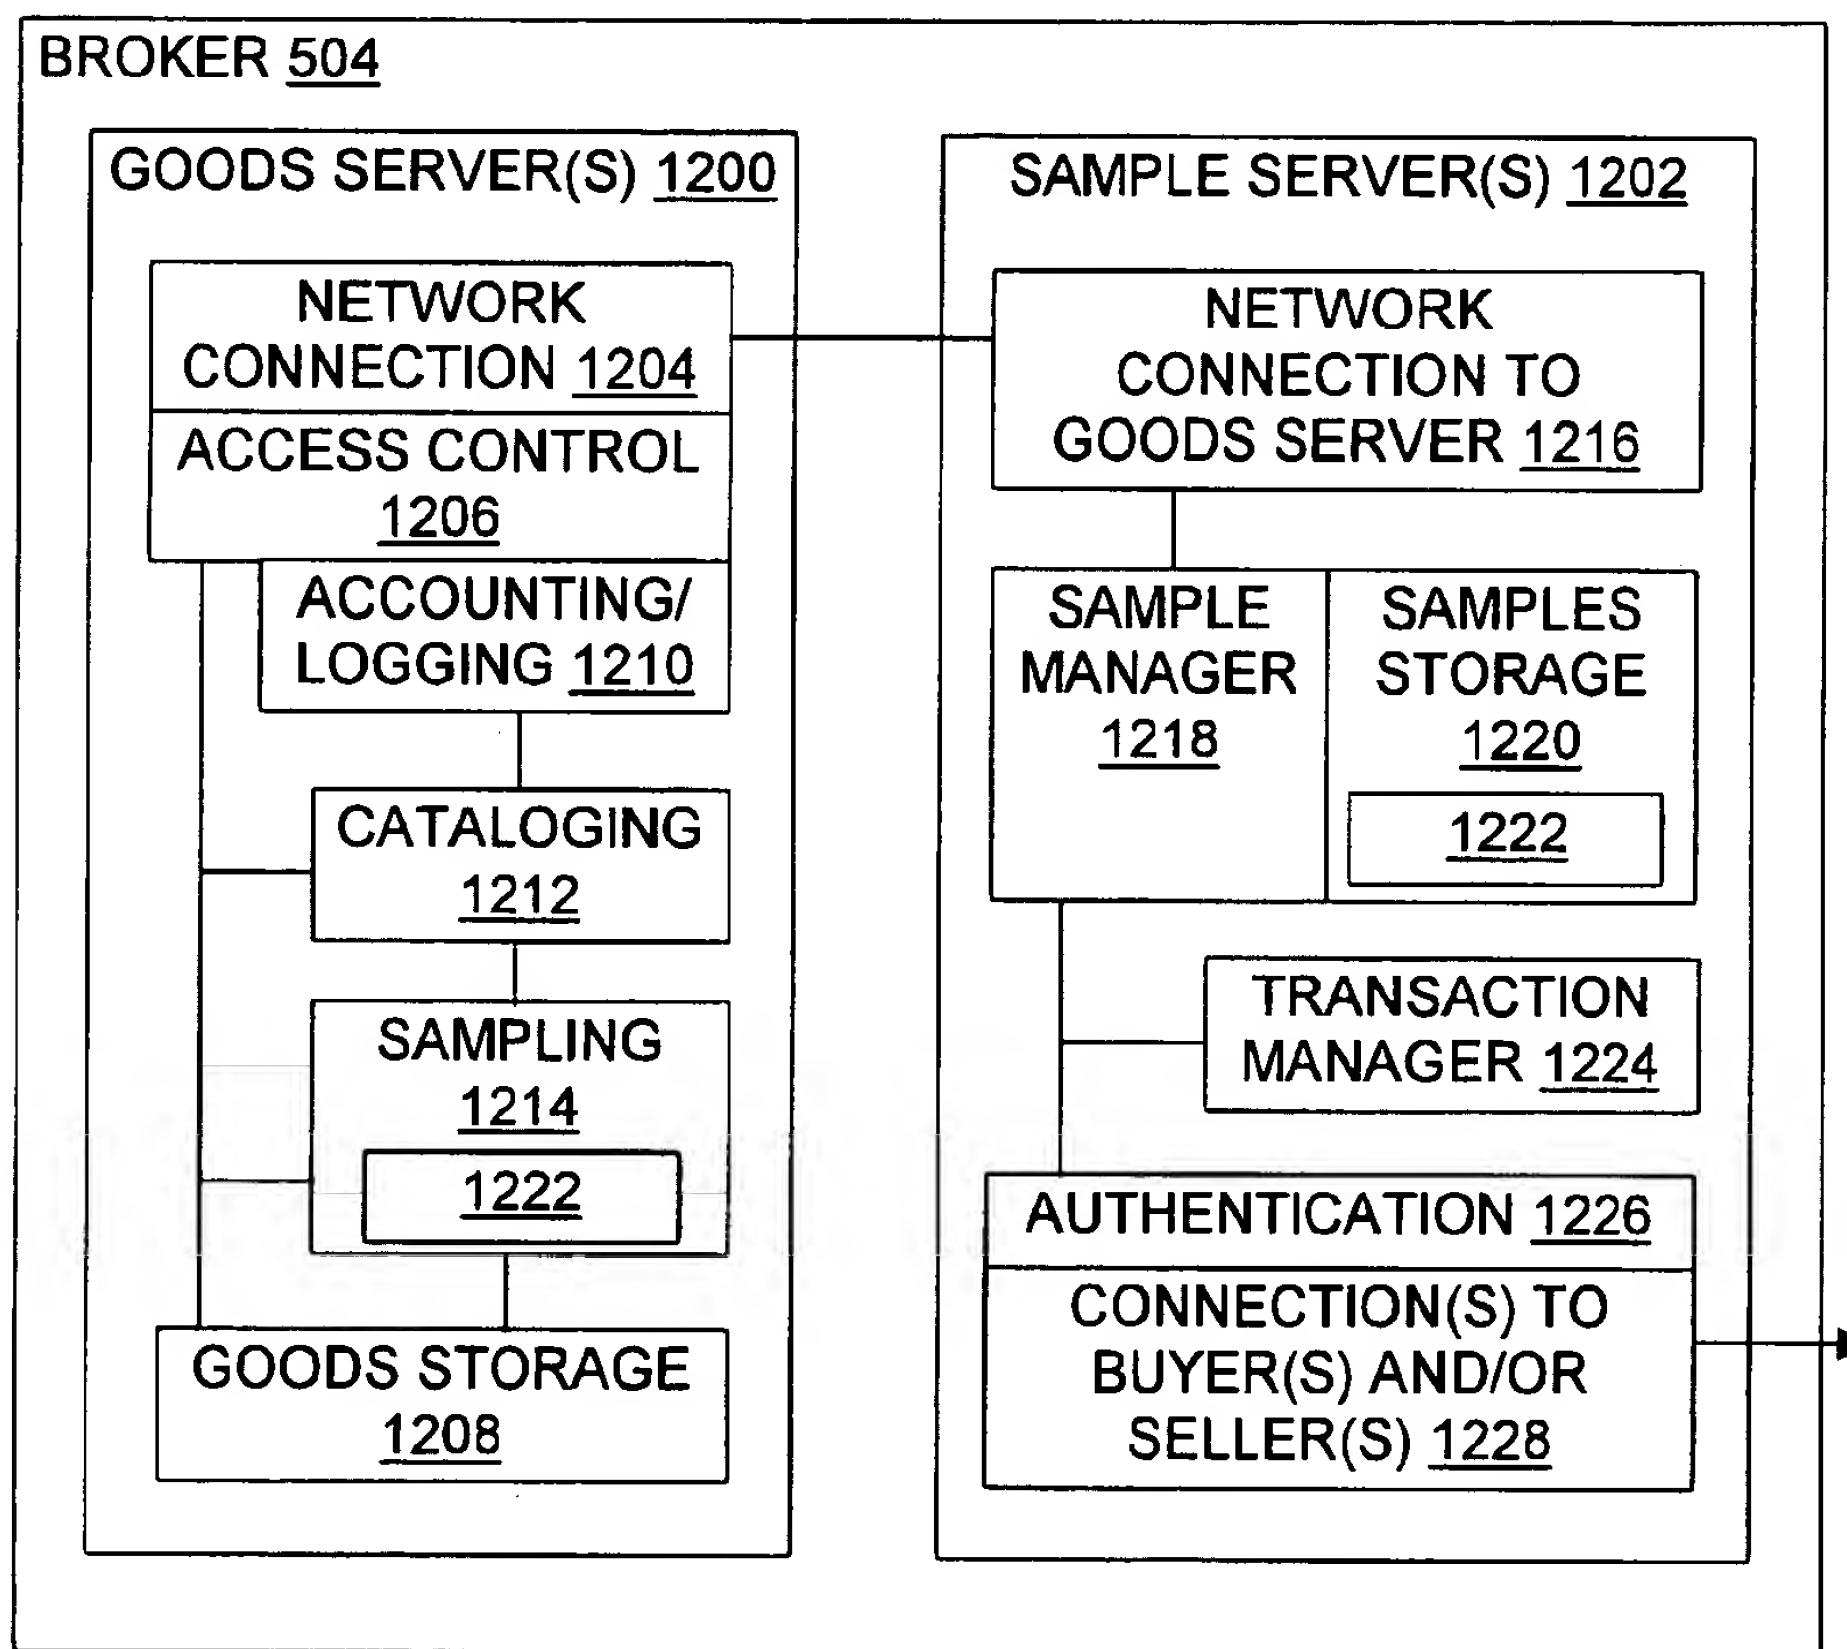 BROKER 504
GOODS SERVER(S) 1200
NETWORK
CONNECTION 1204
ACCESS CONTROL
1206
ACCOUNTING/
LOGGING 1210
CATALOGING
1212
SAMPLING
1214
1222
GOODS STORAGE
1208
SAMPLE SERVER(S) 1202
NETWORK
CONNECTION TO
GOODS SERVER 1216
SAMPLE
MANAGER
1218
SAMPLES
STORAGE
1220
1222
TRANSACTION
MANAGER 1224
AUTHENTICATION 1226
CONNECTION(S) TO
BUYER(S) AND/OR
SELLER(S) 1228